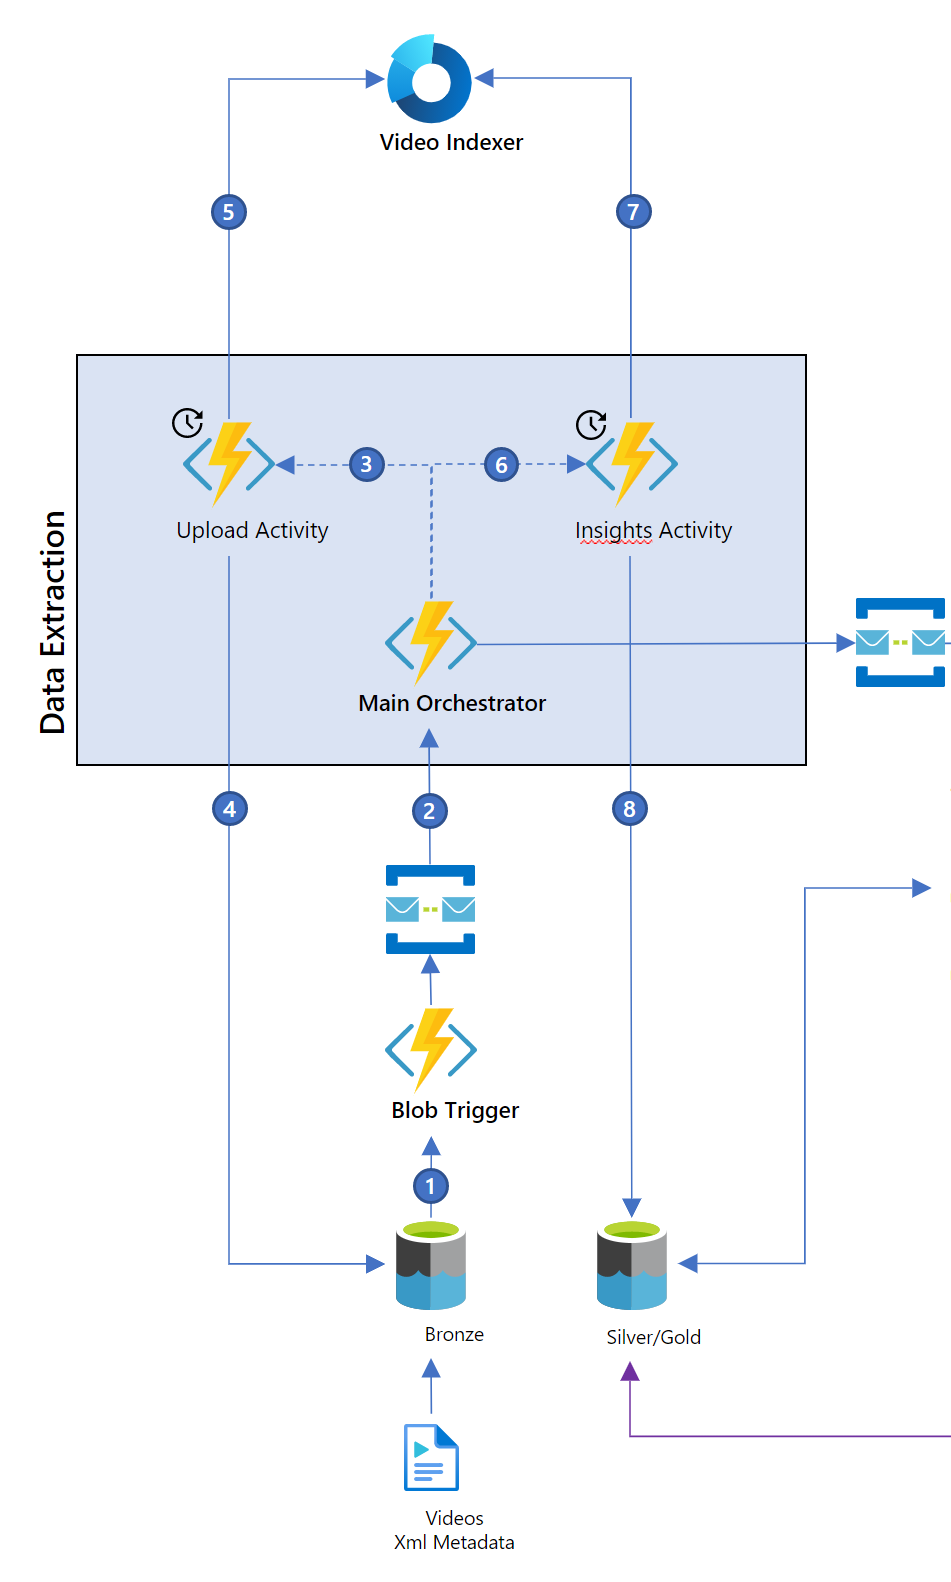 Video Indexer
5
7
Data Extraction
3
6
Upload Activity
Insights Activity
Main Orchestrator
4
2
8
Blob Trigger
1
Bronze
Silver/Gold
Videos
Xml Metadata